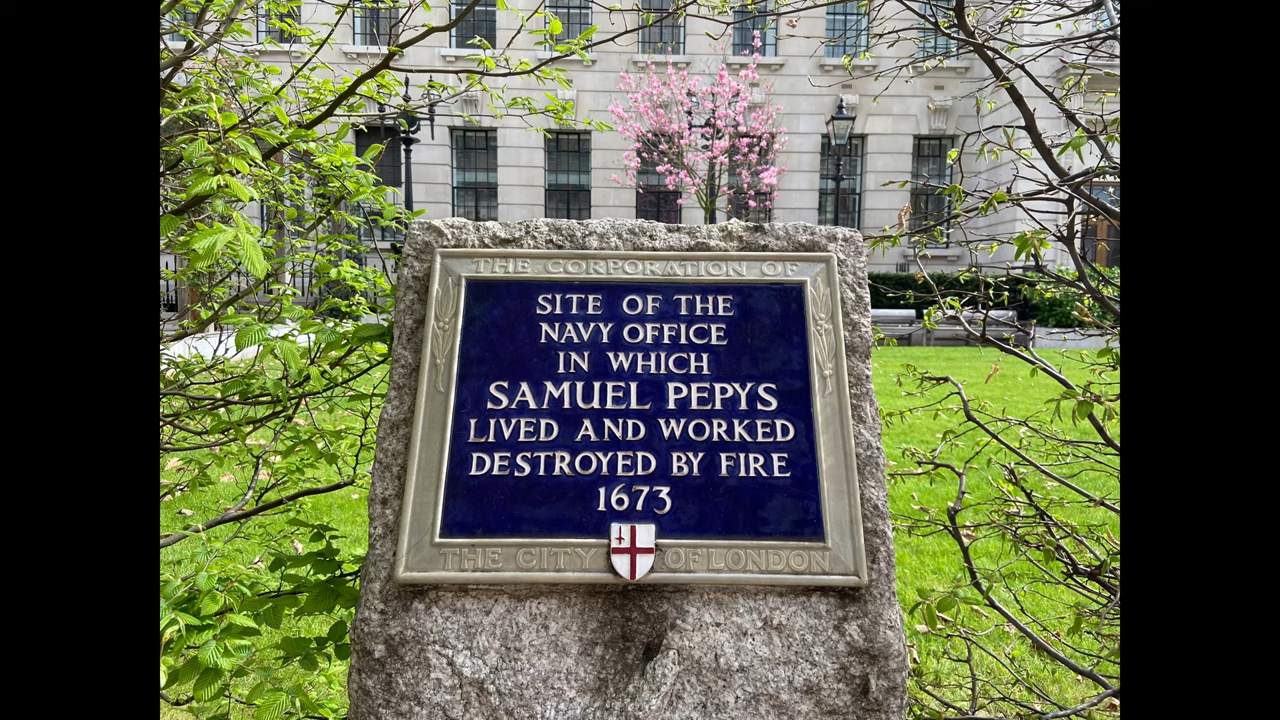 THE CORPORATION OF
SITE OF THE
NAVY OFFICE
IN WHICH
SAMUEL PEPYS
LIVED AND WORKED
DESTROYED BY FIRE
1673
THE CITY OF LONDON